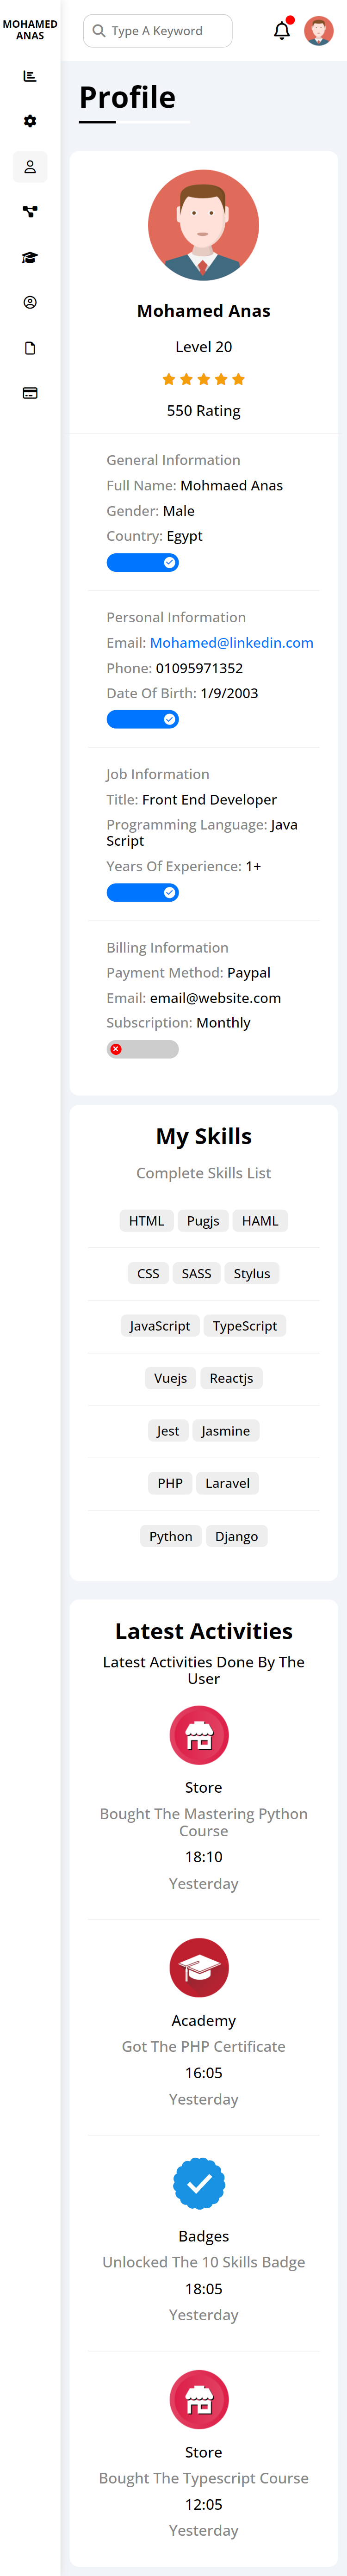 MOHAMED
ANAS
Type A Keyword
Profile
Mohamed Anas
Level 20
550 Rating
General Information
Full Name: Mohmaed Anas
Gender: Male
Country: Egypt
Personal Information
Email: Mohamed@linkedin.com
Phone: 01095971352
Date Of Birth: 1/9/2003
Job Information
Title: Front End Developer
Programming Language: Java
Script
Years Of Experience: 1+
Billing Information
Payment Method: Paypal
Email: email@website.com
Subscription: Monthly
My Skills
Complete Skills List
HTML Pugjs HAML
CSS SASS Stylus
JavaScript TypeScript
Vuejs Reactjs
Jest Jasmine
PHP Laravel
Python Django
Latest Activities
Latest Activities Done By The
User
Store
Bought The Mastering Python
Course
18:10
Yesterday
Academy
Got The PHP Certificate
16:05
Yesterday
Badges
Unlocked The 10 Skills Badge
18:05
Yesterday
Store
Bought The Typescript Course
12:05
Yesterday